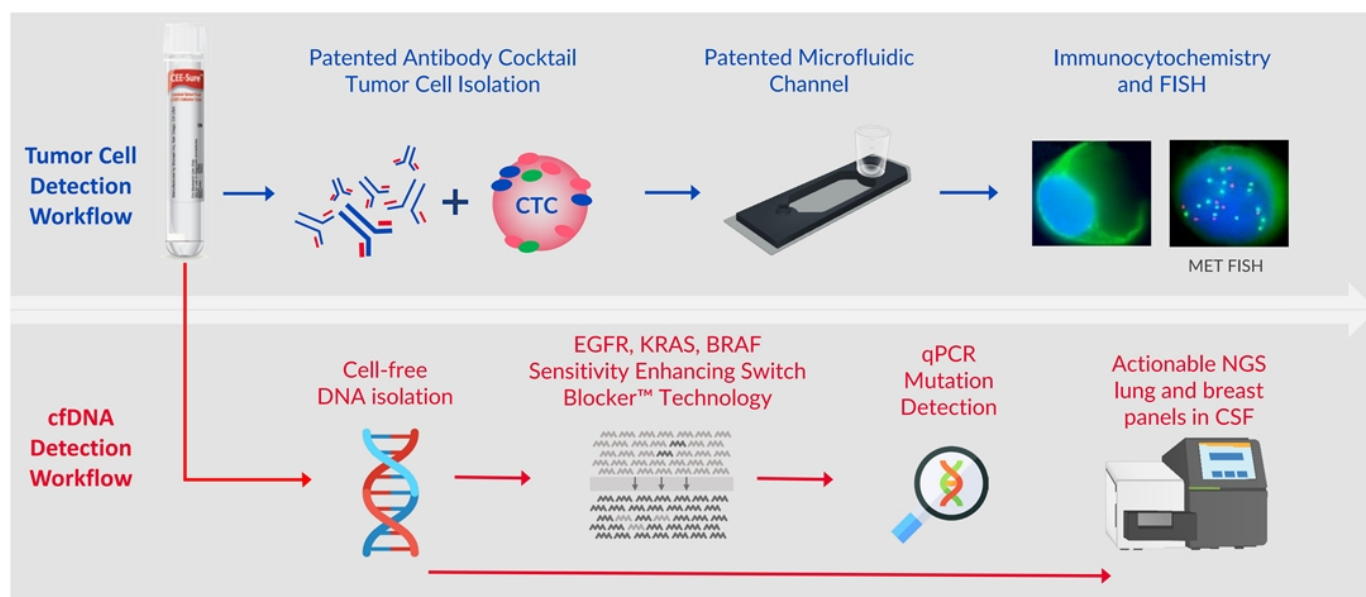 CEE-Sure™
Patented Antibody Cocktail
Tumor Cell Isolation
Patented Microfluidic
Channel
Immunocytochemistry
and FISH
Tumor Cell
Detection
Workflow
CTC
MET FISH
cfDNA
Detection
Workflow
Cell-free
DNA isolation
EGFR, KRAS, BRAF
Sensitivity Enhancing Switch
Blocker™ Technology
qPCR
Mutation
Detection
Actionable NGS
lung and breast
panels in CSF